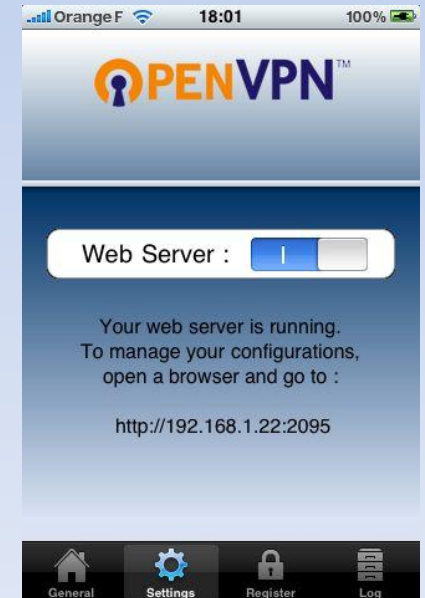 Orange F 18:01 100%
OPENVPN™
Web Server : I
Your web server is running.
To manage your configurations,
open a browser and go to :
http://192.168.1.22:2095
General Settings Register Log